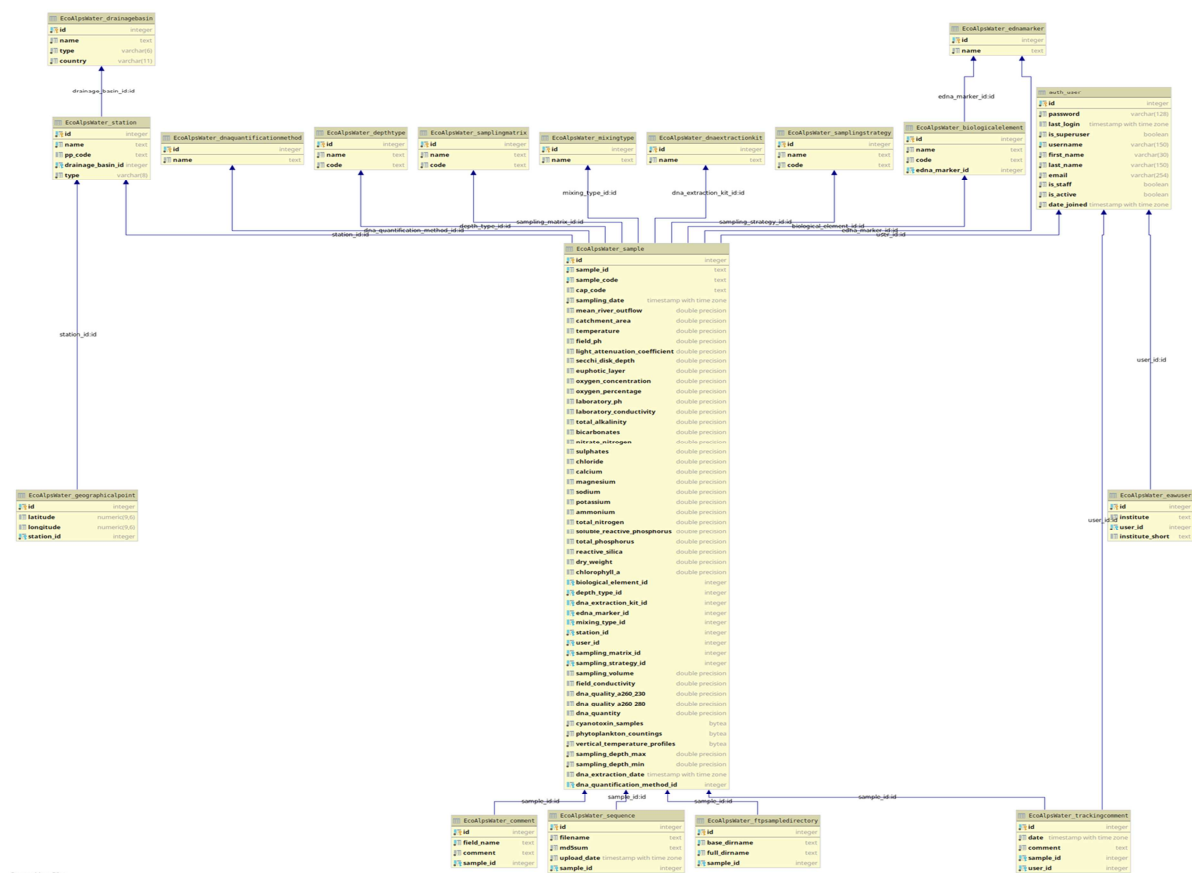 EcoAlpsWater_drainagebasin
id integer
name text
type varchar(6)
country varchar(11)
drainage_basin_id:id
EcoAlpsWater_station
id integer
name text
pp_code text
drainage_basin_id integer
type varchar(8)
EcoAlpsWater_dnaquantificationmethod
id integer
name text
EcoAlpsWater_depthtype
id integer
name text
code text
EcoAlpsWater_samplingmatrix
id integer
name text
code text
EcoAlpsWater_mixingtype
id integer
name text
EcoAlpsWater_dnaextractionkit
id integer
name text
EcoAlpsWater_samplingstrategy
id integer
name text
code text
EcoAlpsWater_ednamarker
id integer
name text
edna_marker_id:id
EcoAlpsWater_biologicalelement
id integer
name text
code text
edna_marker_id integer
auth_user
id integer
password varchar(128)
last_login timestamp with time zone
is_superuser boolean
username varchar(150)
first_name varchar(30)
last_name varchar(150)
email varchar(254)
is_staff boolean
is_active boolean
date_joined timestamp with time zone
mixing_type_id:id
dna_extraction_kit_id:id
sampling_matrix_id:id
sampling_strategy_id:id
depth_type_id:id
biological_element_id:id
dna_quantification_method_id:id
edna_marker_id:id
station_id:id
user_id:id
EcoAlpsWater_sample
id integer
sample_id text
sample_code text
cap_code text
sampling_date timestamp with time zone
mean_river_outflow double precision
catchment_area double precision
temperature double precision
field_ph double precision
light_attenuation_coefficient double precision
secchi_disk_depth double precision
euphotic_layer double precision
oxygen_concentration double precision
oxygen_percentage double precision
laboratory_ph double precision
laboratory_conductivity double precision
total_alkalinity double precision
bicarbonates double precision
nitrate_nitrogen double precision
sulphates double precision
chloride double precision
calcium double precision
magnesium double precision
sodium double precision
potassium double precision
ammonium double precision
total_nitrogen double precision
soluble_reactive_phosphorus double precision
total_phosphorus double precision
reactive_silica double precision
dry_weight double precision
chlorophyll_a double precision
biological_element_id integer
depth_type_id integer
dna_extraction_kit_id integer
edna_marker_id integer
mixing_type_id integer
station_id integer
user_id integer
sampling_matrix_id integer
sampling_strategy_id integer
sampling_volume double precision
field_conductivity double precision
dna_quality_a260_230 double precision
dna_quality_a260_280 double precision
dna_quantity double precision
cyanotoxin_samples bytea
phytoplankton_countings bytea
vertical_temperature_profiles bytea
sampling_depth_max double precision
sampling_depth_min double precision
dna_extraction_date timestamp with time zone
dna_quantification_method_id integer
station_id:id
user_id:id
EcoAlpsWater_geographicalpoint
id integer
latitude numeric(9,6)
longitude numeric(9,6)
station_id integer
EcoAlpsWater_eawuser
id integer
institute text
user_id integer
institute_short text
user_id:id
sample_id:id
sample_id:id
sample_id:id
sample_id:id
EcoAlpsWater_comment
id integer
field_name text
comment text
sample_id integer
EcoAlpsWater_sequence
id integer
filename text
md5sum text
upload_date timestamp with time zone
sample_id integer
EcoAlpsWater_ftpsampledirectory
id integer
base_dirname text
full_dirname text
sample_id integer
EcoAlpsWater_trackingcomment
id integer
date timestamp with time zone
comment text
sample_id integer
user_id integer